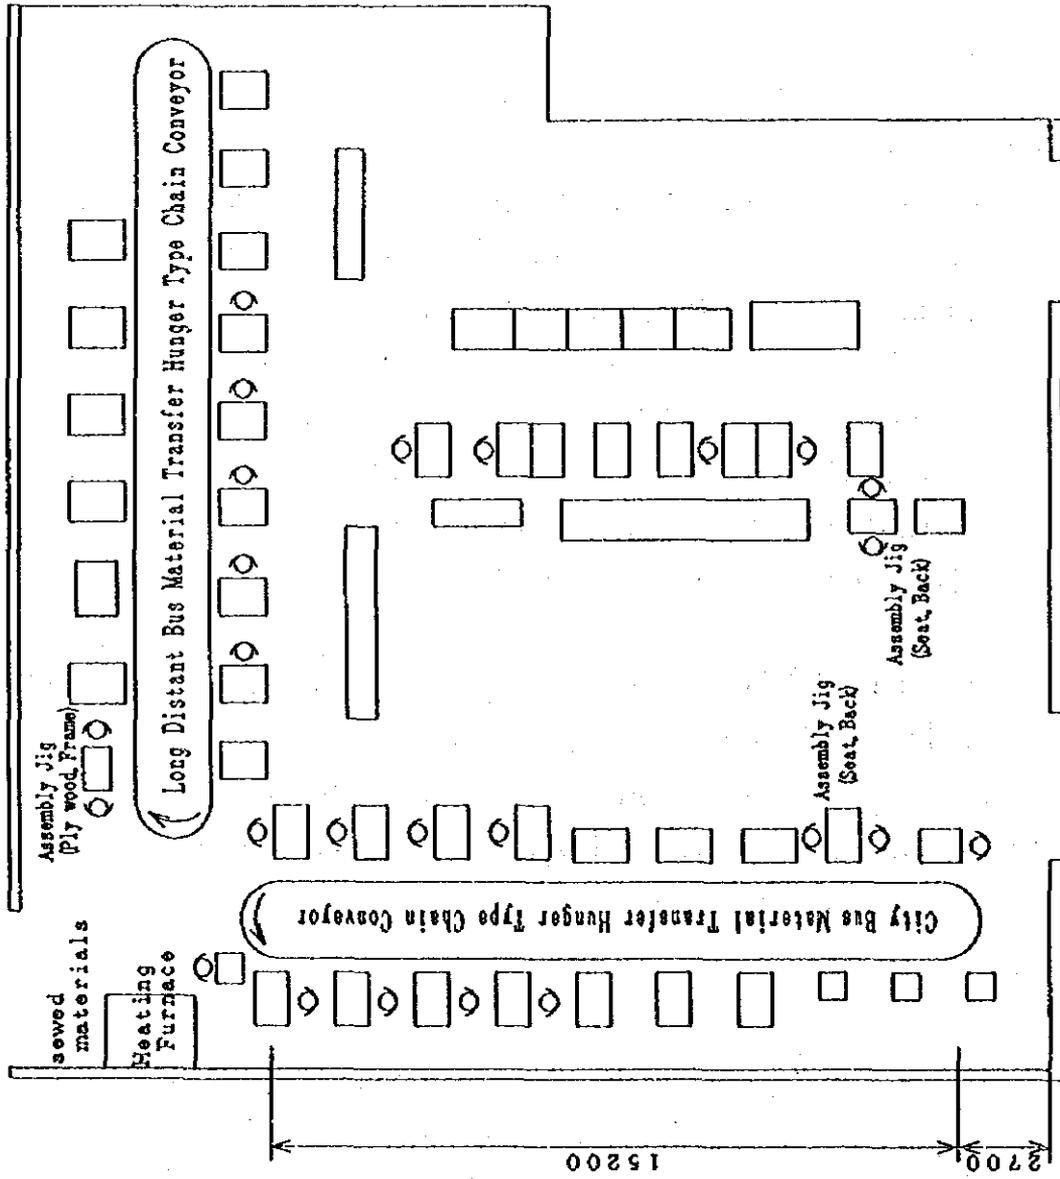 Long Distant Bus Material Transfer Hunger Type Chain Conveyor
Assembly Jig
(Ply wood Frame)
Assembly Jig
(Seat Back)
Assembly Jig
(Seat Back)
City Bus Material Transfer Hunger Type Chain Conveyor
sewed
materials
Heating
Furnace
15200
2700